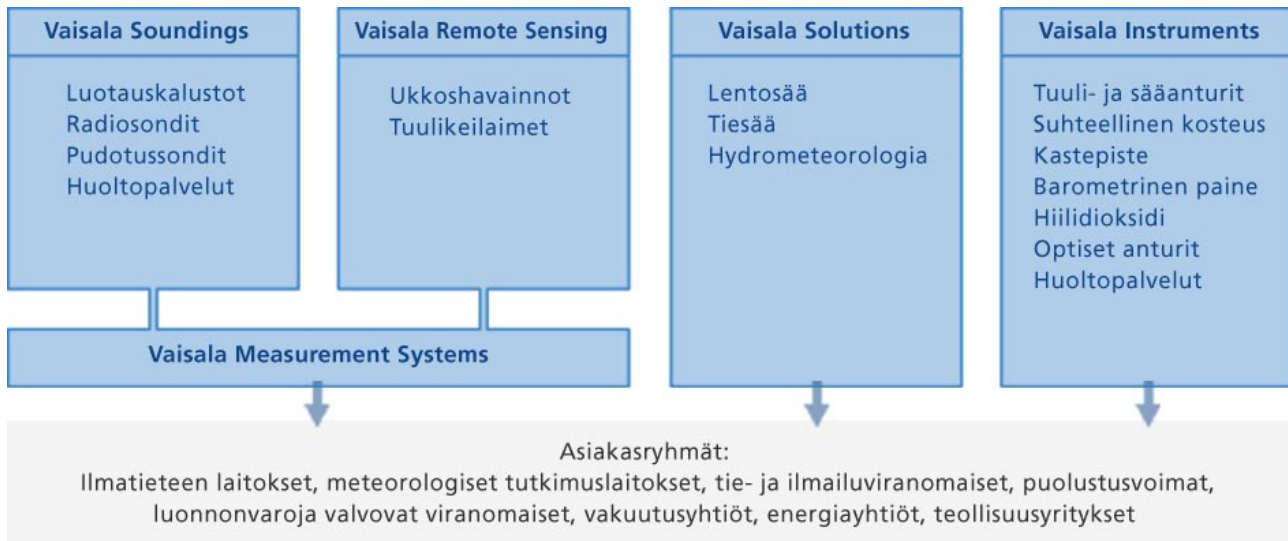 Vaisala Soundings
Luotauskalustot
Radiosondit
Pudotussondit
Huoltopalvelut
Vaisala Remote Sensing
Ukkoshavainnot
Tuulikeilaimet
Vaisala Measurement Systems
Vaisala Solutions
Lentosää
Tiesää
Hydrometeorologia
Vaisala Instruments
Tuuli- ja sääanturit
Suhteellinen kosteus
Kastepiste
Barometrinen paine
Hiilidioksidi
Optiset anturit
Huoltopalvelut
Asiakasryhmät:
Ilmatieteen laitokset, meteorologiset tutkimuslaitokset, tie- ja ilmailuviranomaiset, puolustusvoimat,
luonnonvaroja valvovat viranomaiset, vakuutusyhtiöt, energiayhtiöt, teollisuusyritykset